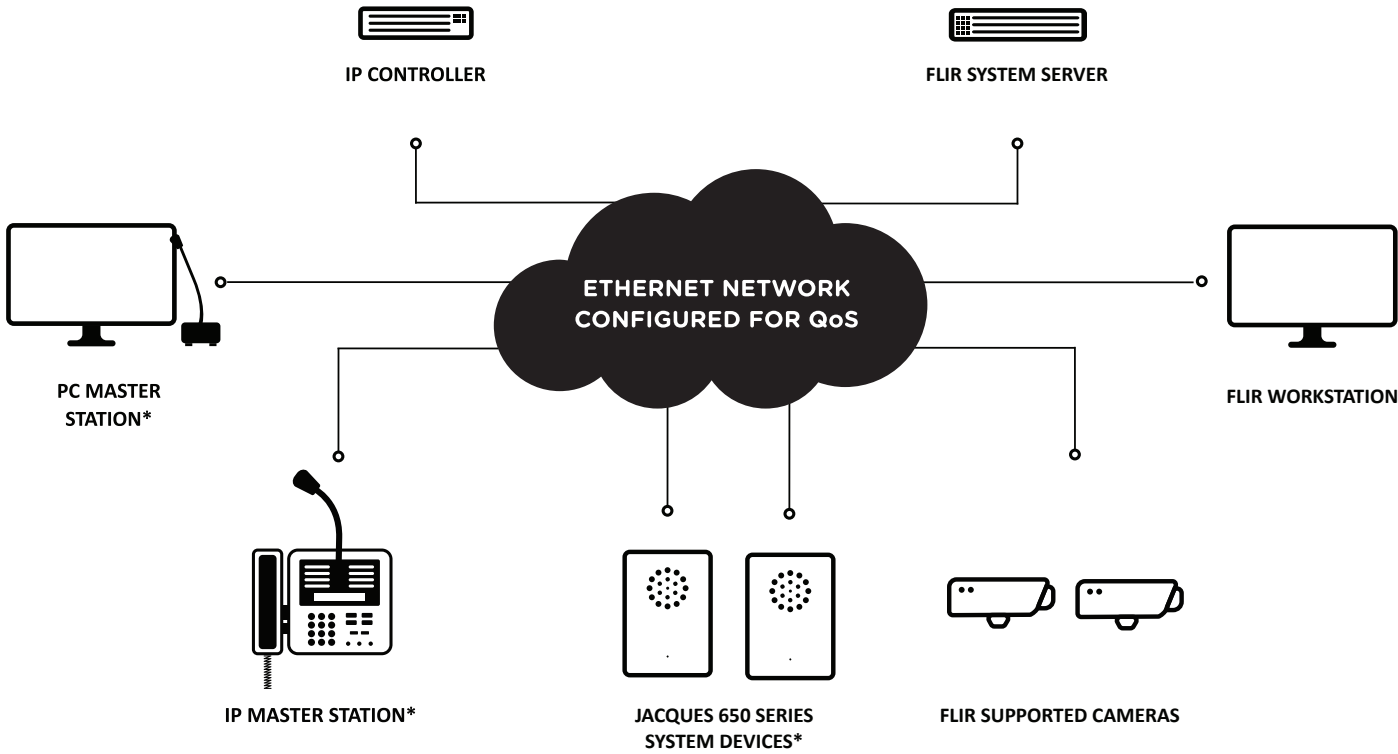 IP CONTROLLER
FLIR SYSTEM SERVER
ETHERNET NETWORK
CONFIGURED FOR QoS
PC MASTER
STATION*
FLIR WORKSTATION
IP MASTER STATION*
JACQUES 650 SERIES
SYSTEM DEVICES*
FLIR SUPPORTED CAMERAS